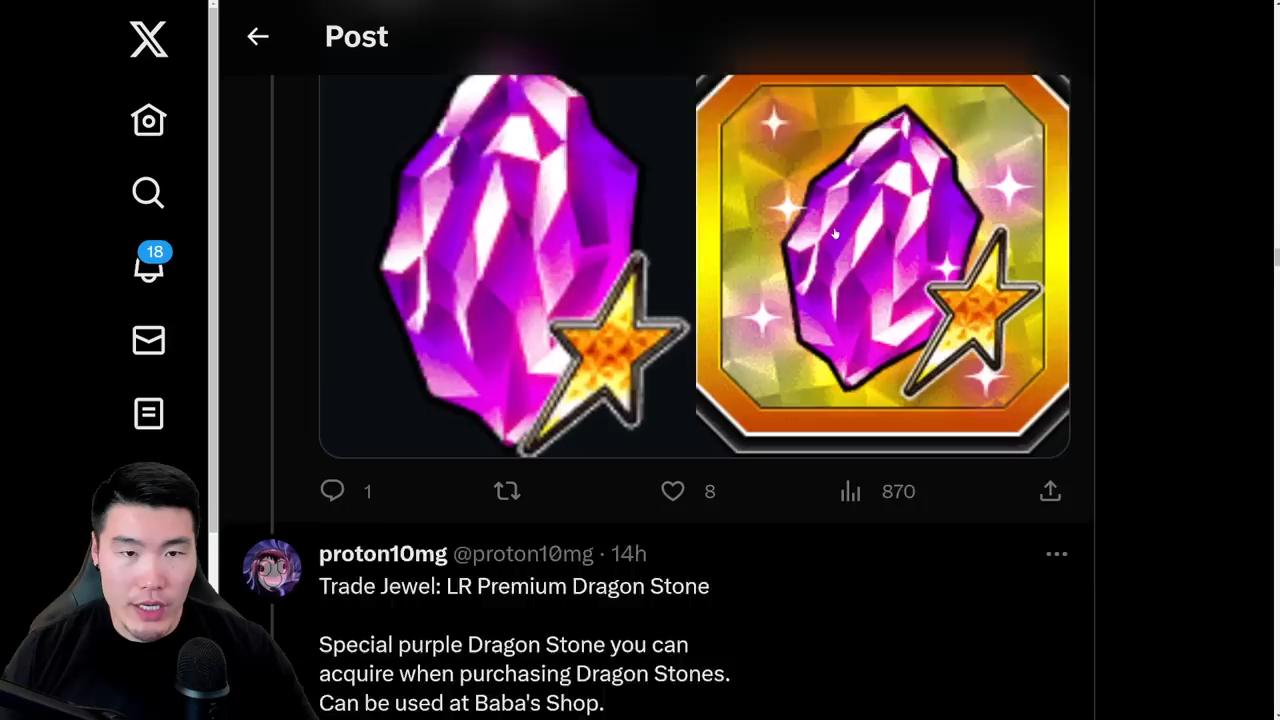 Post
18
1
8
870
proton10mg @proton10mg · 14h
Trade Jewel: LR Premium Dragon Stone
Special purple Dragon Stone you can
acquire when purchasing Dragon Stones.
Can be used at Baba's Shop.